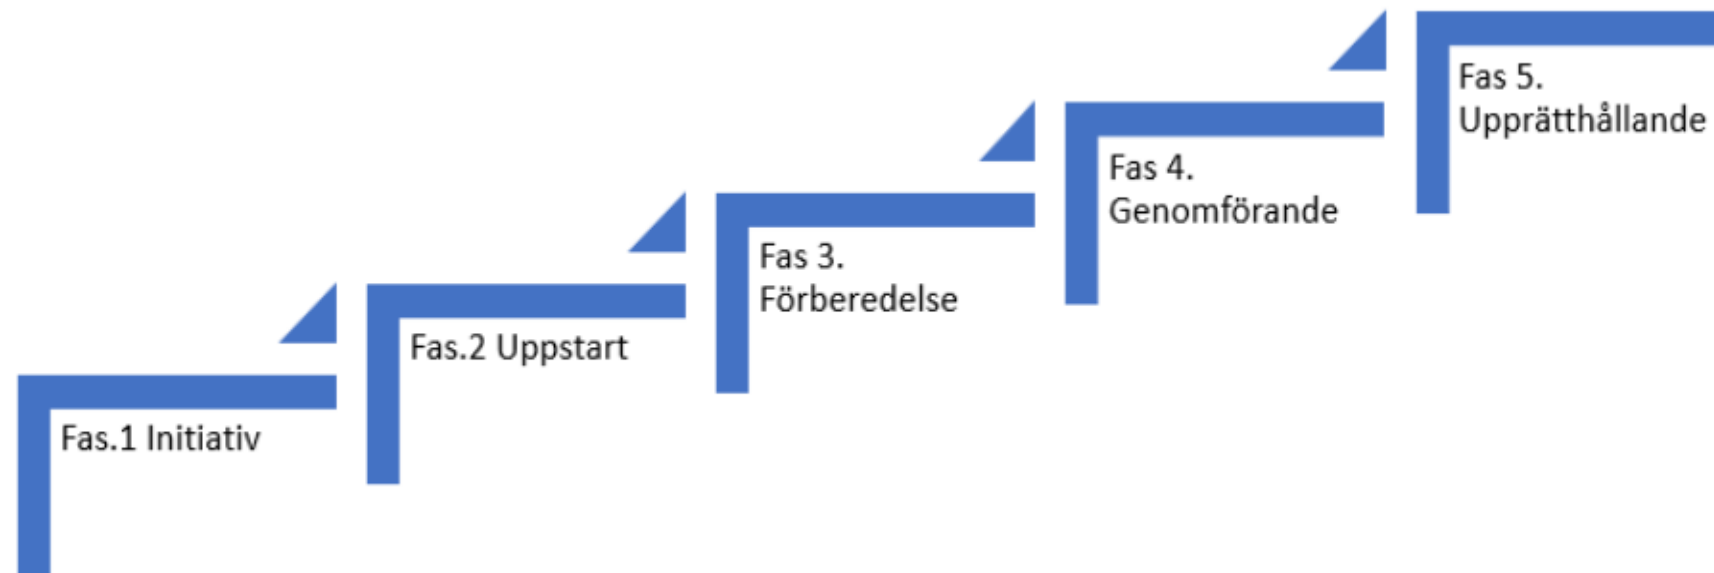 Fas.1 Initiativ
Fas.2 Uppstart
Fas 3.
Förberedelse
Fas 4.
Genomförande
Fas 5.
Upprätthållande